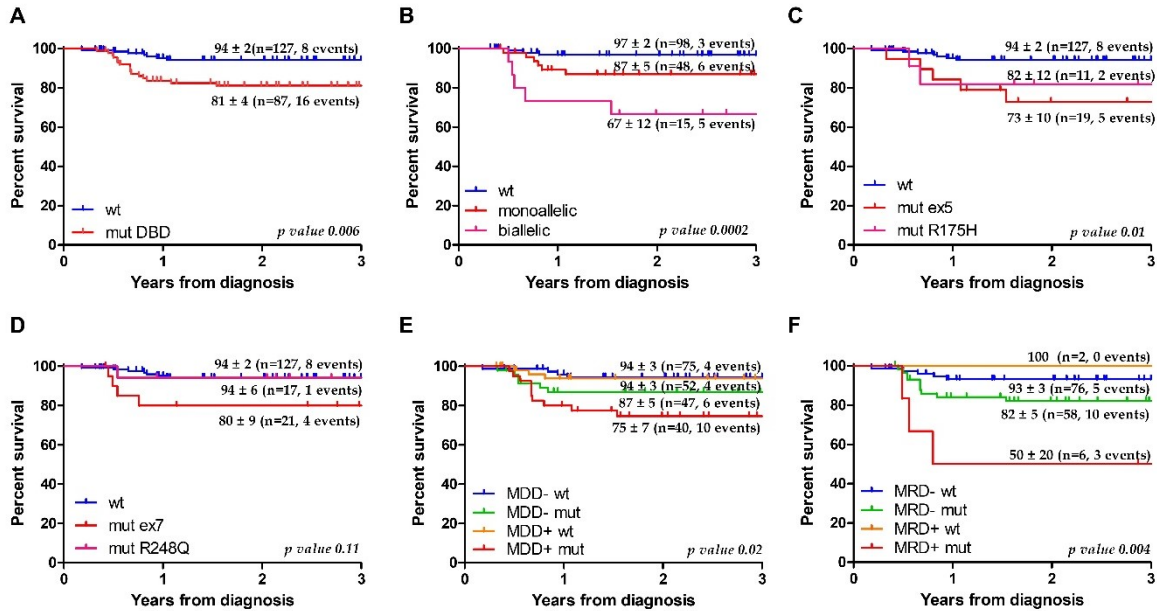 A
Percent survival
100
80
60
40
20
0
94 ± 2(n=127, 8 events)
81 ± 4 (n=87, 16 events)
wt
mut DBD
p value 0.006
0
1
2
3
Years from diagnosis
B
Percent survival
100
80
60
40
20
0
97 ± 2 (n=98, 3 events)
87 ± 5 (n=48, 6 events)
67 ± 12 (n=15, 5 events)
wt
monoallelic
biallelic
p value 0.0002
0
1
2
3
Years from diagnosis
C
Percent survival
100
80
60
40
20
0
94 ± 2 (n=127, 8 events)
82 ± 12 (n=11, 2 events)
73 ± 10 (n=19, 5 events)
wt
mut ex5
mut R175H
p value 0.01
0
1
2
3
Years from diagnosis
D
Percent survival
100
80
60
40
20
0
94 ± 2 (n=127, 8 events)
94 ± 6 (n=17, 1 events)
80 ± 9 (n=21, 4 events)
wt
mut ex7
mut R248Q
p value 0.11
0
1
2
3
Years from diagnosis
E
Percent survival
100
80
60
40
20
0
94 ± 3 (n=75, 4 events)
94 ± 3 (n=52, 4 events)
87 ± 5 (n=47, 6 events)
75 ± 7 (n=40, 10 events)
MDD- wt
MDD- mut
MDD+ wt
MDD+ mut
p value 0.02
0
1
2
3
Years from diagnosis
F
Percent survival
100
80
60
40
20
0
100 (n=2, 0 events)
93 ± 3 (n=76, 5 events)
82 ± 5 (n=58, 10 events)
50 ± 20 (n=6, 3 events)
MRD- wt
MRD- mut
MRD+ wt
MRD+ mut
p value 0.004
0
1
2
3
Years from diagnosis